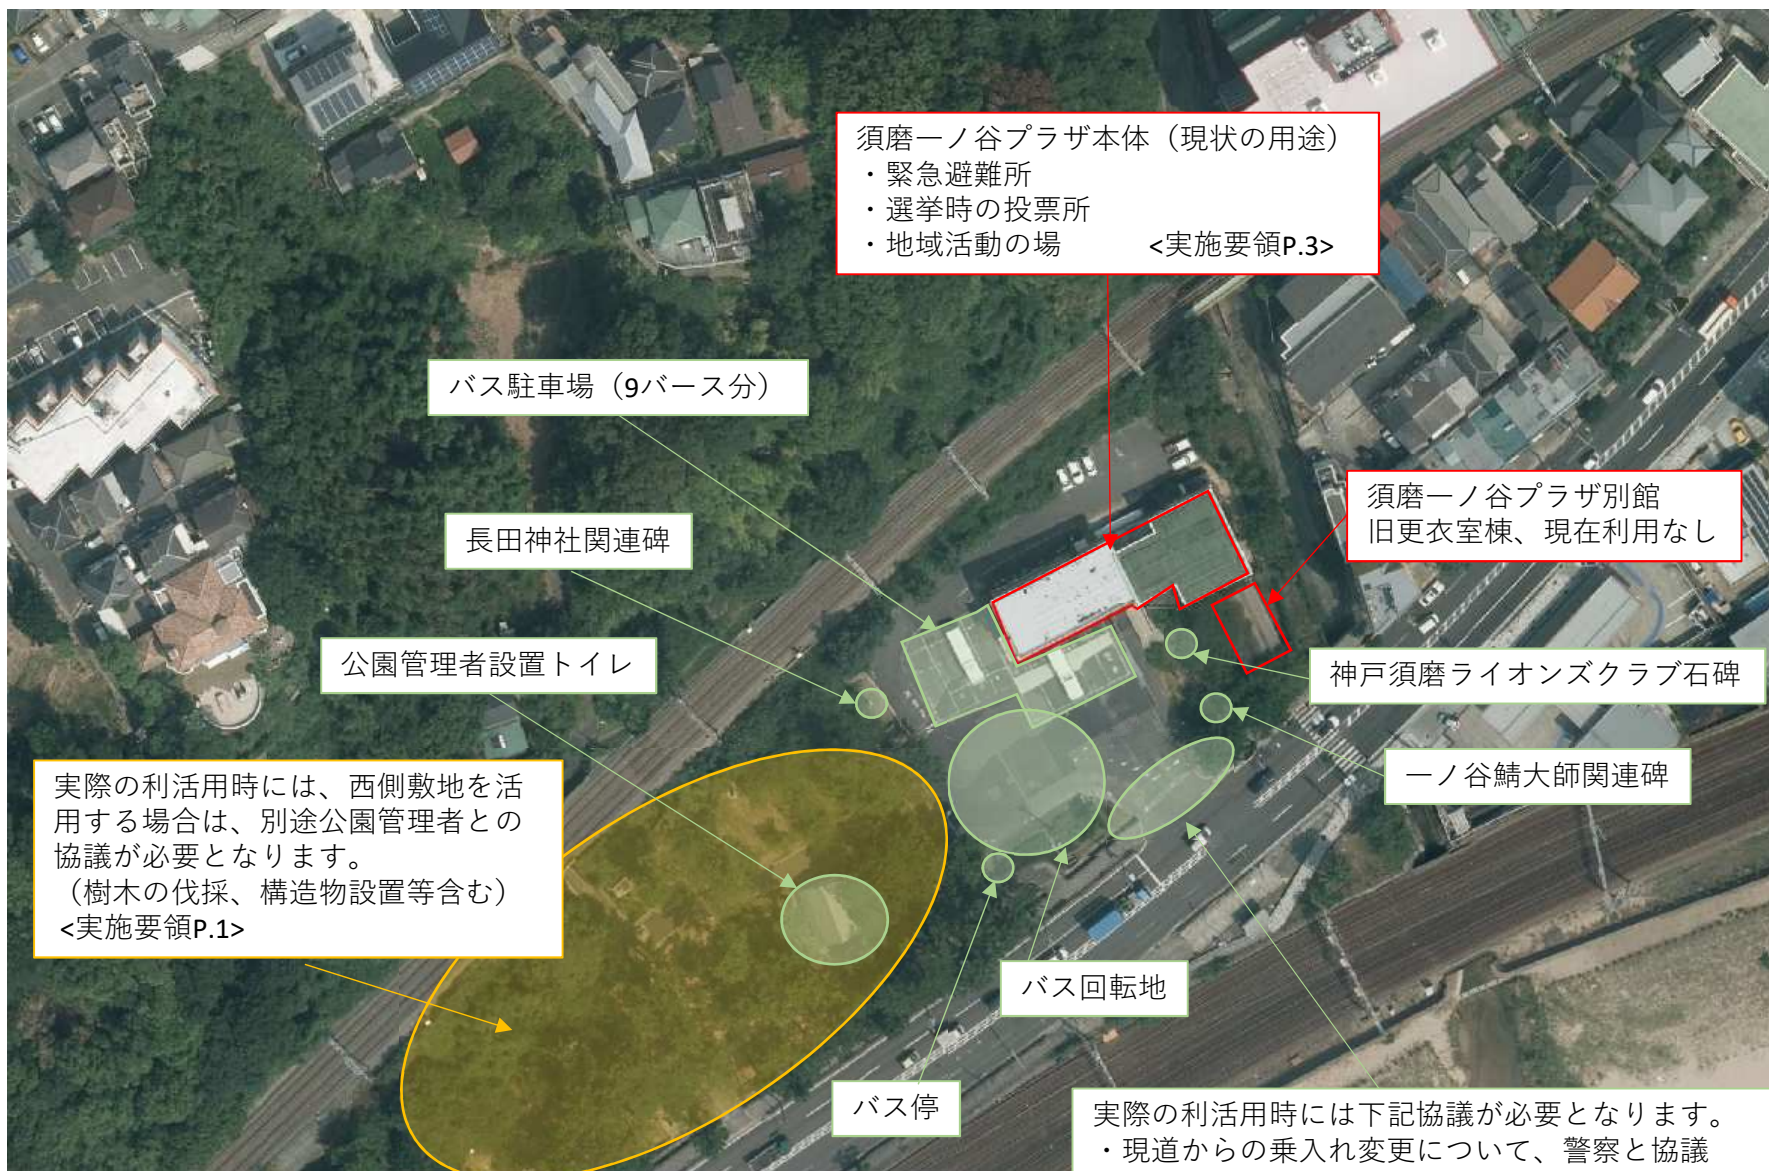 須磨一ノ谷プラザ本体（現状の用途）
・緊急避難所
・選挙時の投票所
・地域活動の場 <実施要領P.3>
バス駐車場（9バース分）
須磨一ノ谷プラザ別館
旧更衣室棟、現在利用なし
長田神社関連碑
公園管理者設置トイレ
神戸須磨ライオンズクラブ石碑
一ノ谷鯖大師関連碑
実際の利活用時には、西側敷地を活
用する場合は、別途公園管理者との
協議が必要となります。
（樹木の伐採、構造物設置等含む）
<実施要領P.1>
バス回転地
バス停
実際の利活用時には下記協議が必要となります。
・現道からの乗入れ変更について、警察と協議